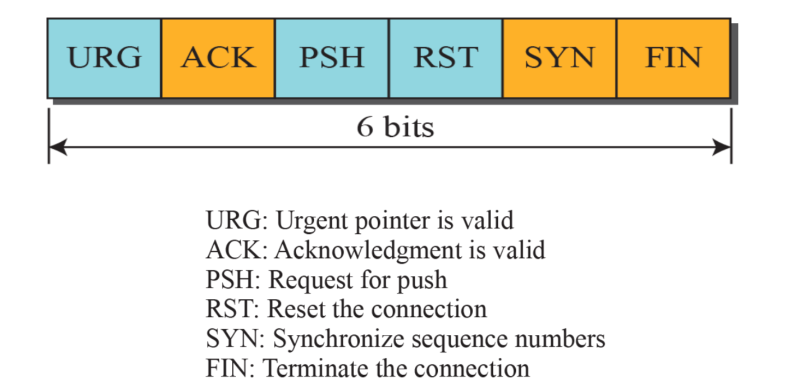 URG ACK PSH RST SYN FIN
6 bits
URG: Urgent pointer is valid
ACK: Acknowledgment is valid
PSH: Request for push
RST: Reset the connection
SYN: Synchronize sequence numbers
FIN: Terminate the connection